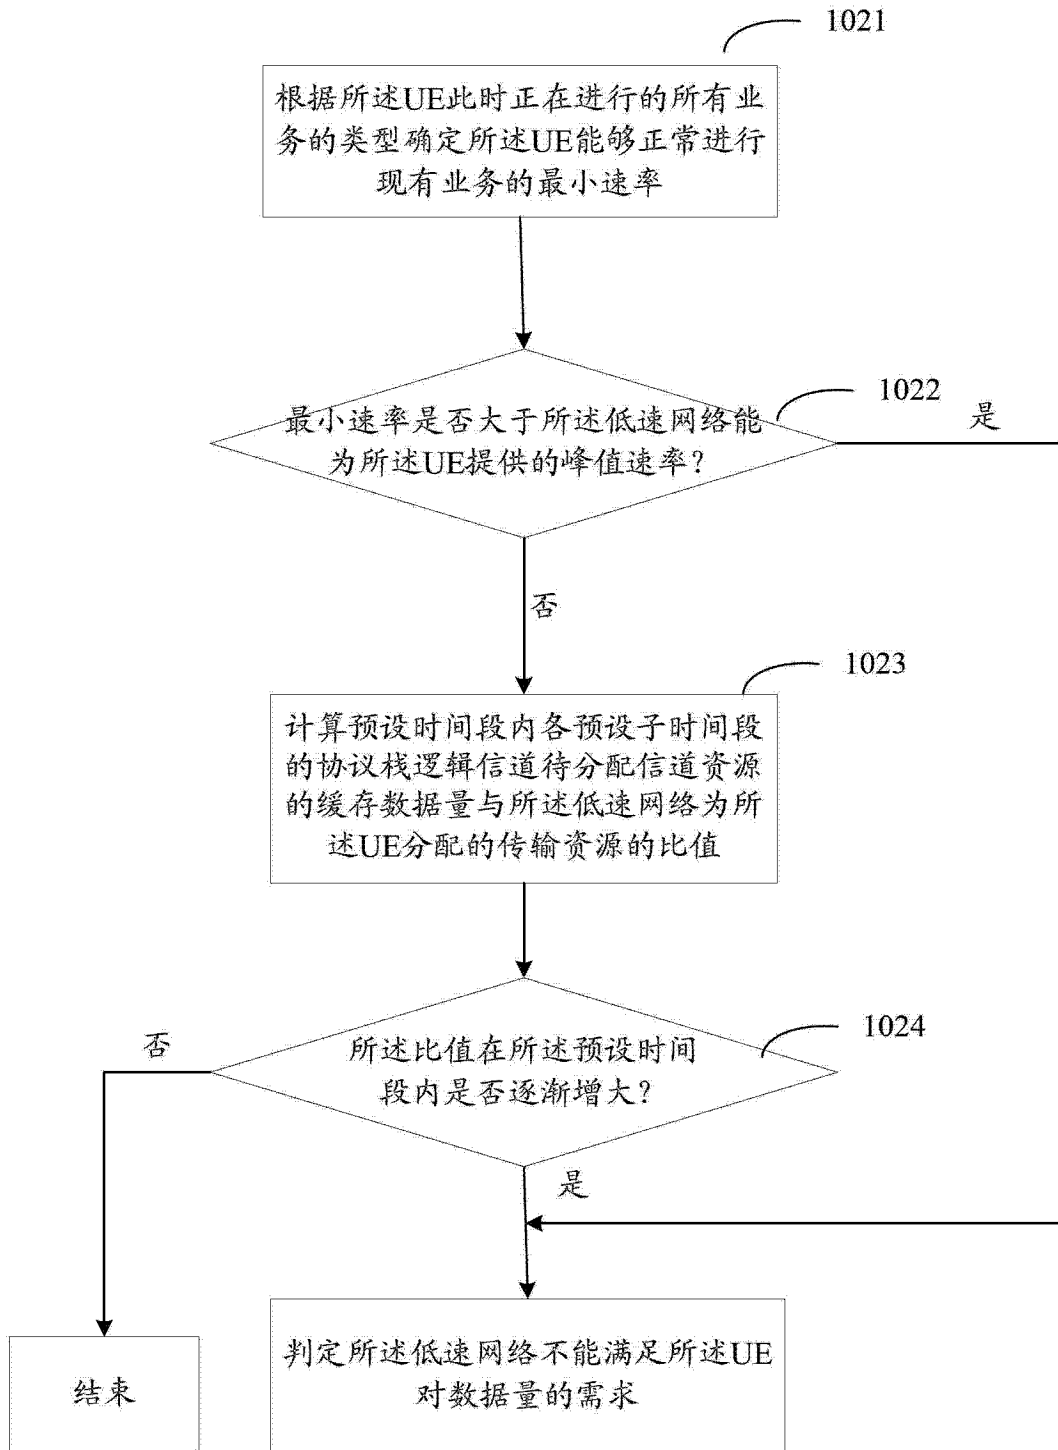 1021
根据所述UE此时正在进行的所有业
务的类型确定所述UE能够正常进行
现有业务的最小速率
1022
最小速率是否大于所述低速网络能
为所述UE提供的峰值速率?
是
否
1023
计算预设时间段内各预设子时间段
的协议栈逻辑信道待分配信道资源
的缓存数据量与所述低速网络为所
述UE分配的传输资源的比值
1024
否
所述比值在所述预设时间
段内是否逐渐增大?
是
判定所述低速网络不能满足所述UE
对数据量的需求
结束